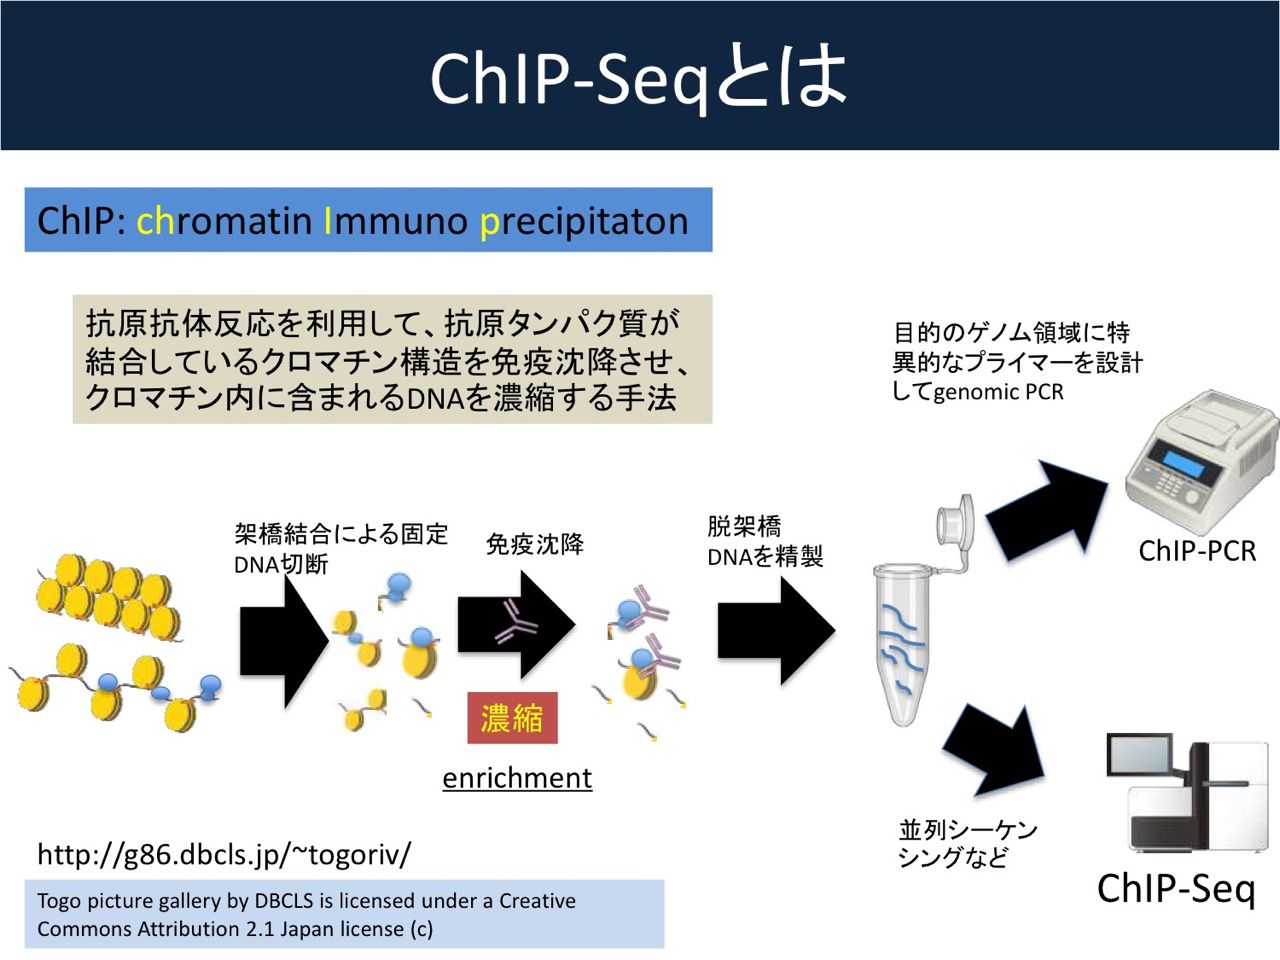 ChIP-Seqとは
ChIP: chromatin Immuno precipitaton
抗原抗体反応を利用して、抗原タンパク質が
結合しているクロマチン構造を免疫沈降させ、
クロマチン内に含まれるDNAを濃縮する手法
目的のゲノム領域に特
異的なプライマーを設計
してgenomic PCR
架橋結合による固定
DNA切断
免疫沈降
脱架橋
DNAを精製
ChIP-PCR
濃縮
enrichment
並列シーケン
シングなど
ChIP-Seq
http://g86.dbcls.jp/~togoriv/
Togo picture gallery by DBCLS is licensed under a Creative
Commons Attribution 2.1 Japan license (c)